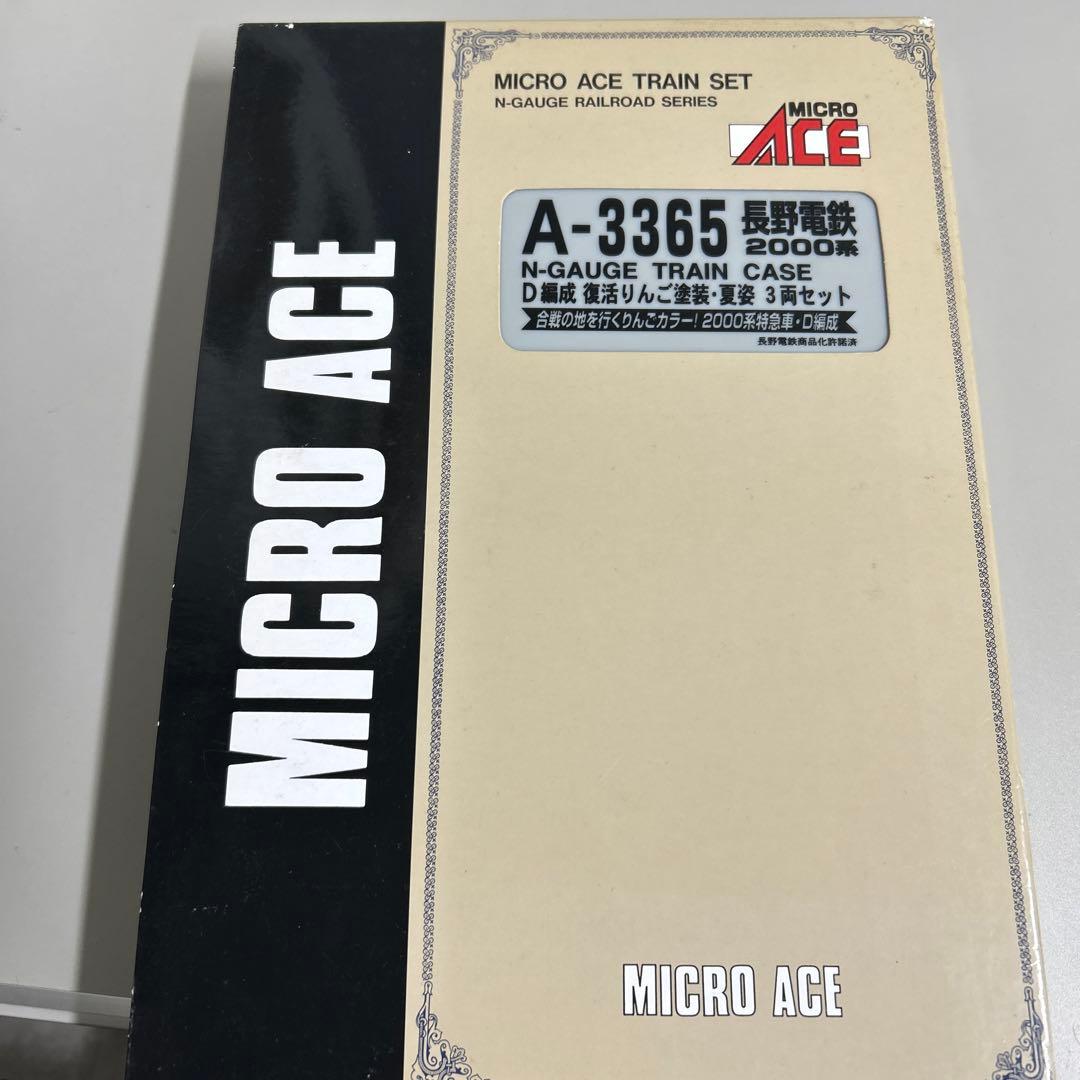 MICRO ACE TRAIN SET
N-GAUGE RAILROAD SERIES
MICRO
ACE
A-3365 長野電鉄
2000系
N-GAUGE TRAIN CASE
D編成 復活りんご塗装・夏姿 3両セット
合戦の地を行くりんごカラー!2000系特急車・D編成
長野電鉄商品化許諾済
MICRO ACE
MICRO ACE